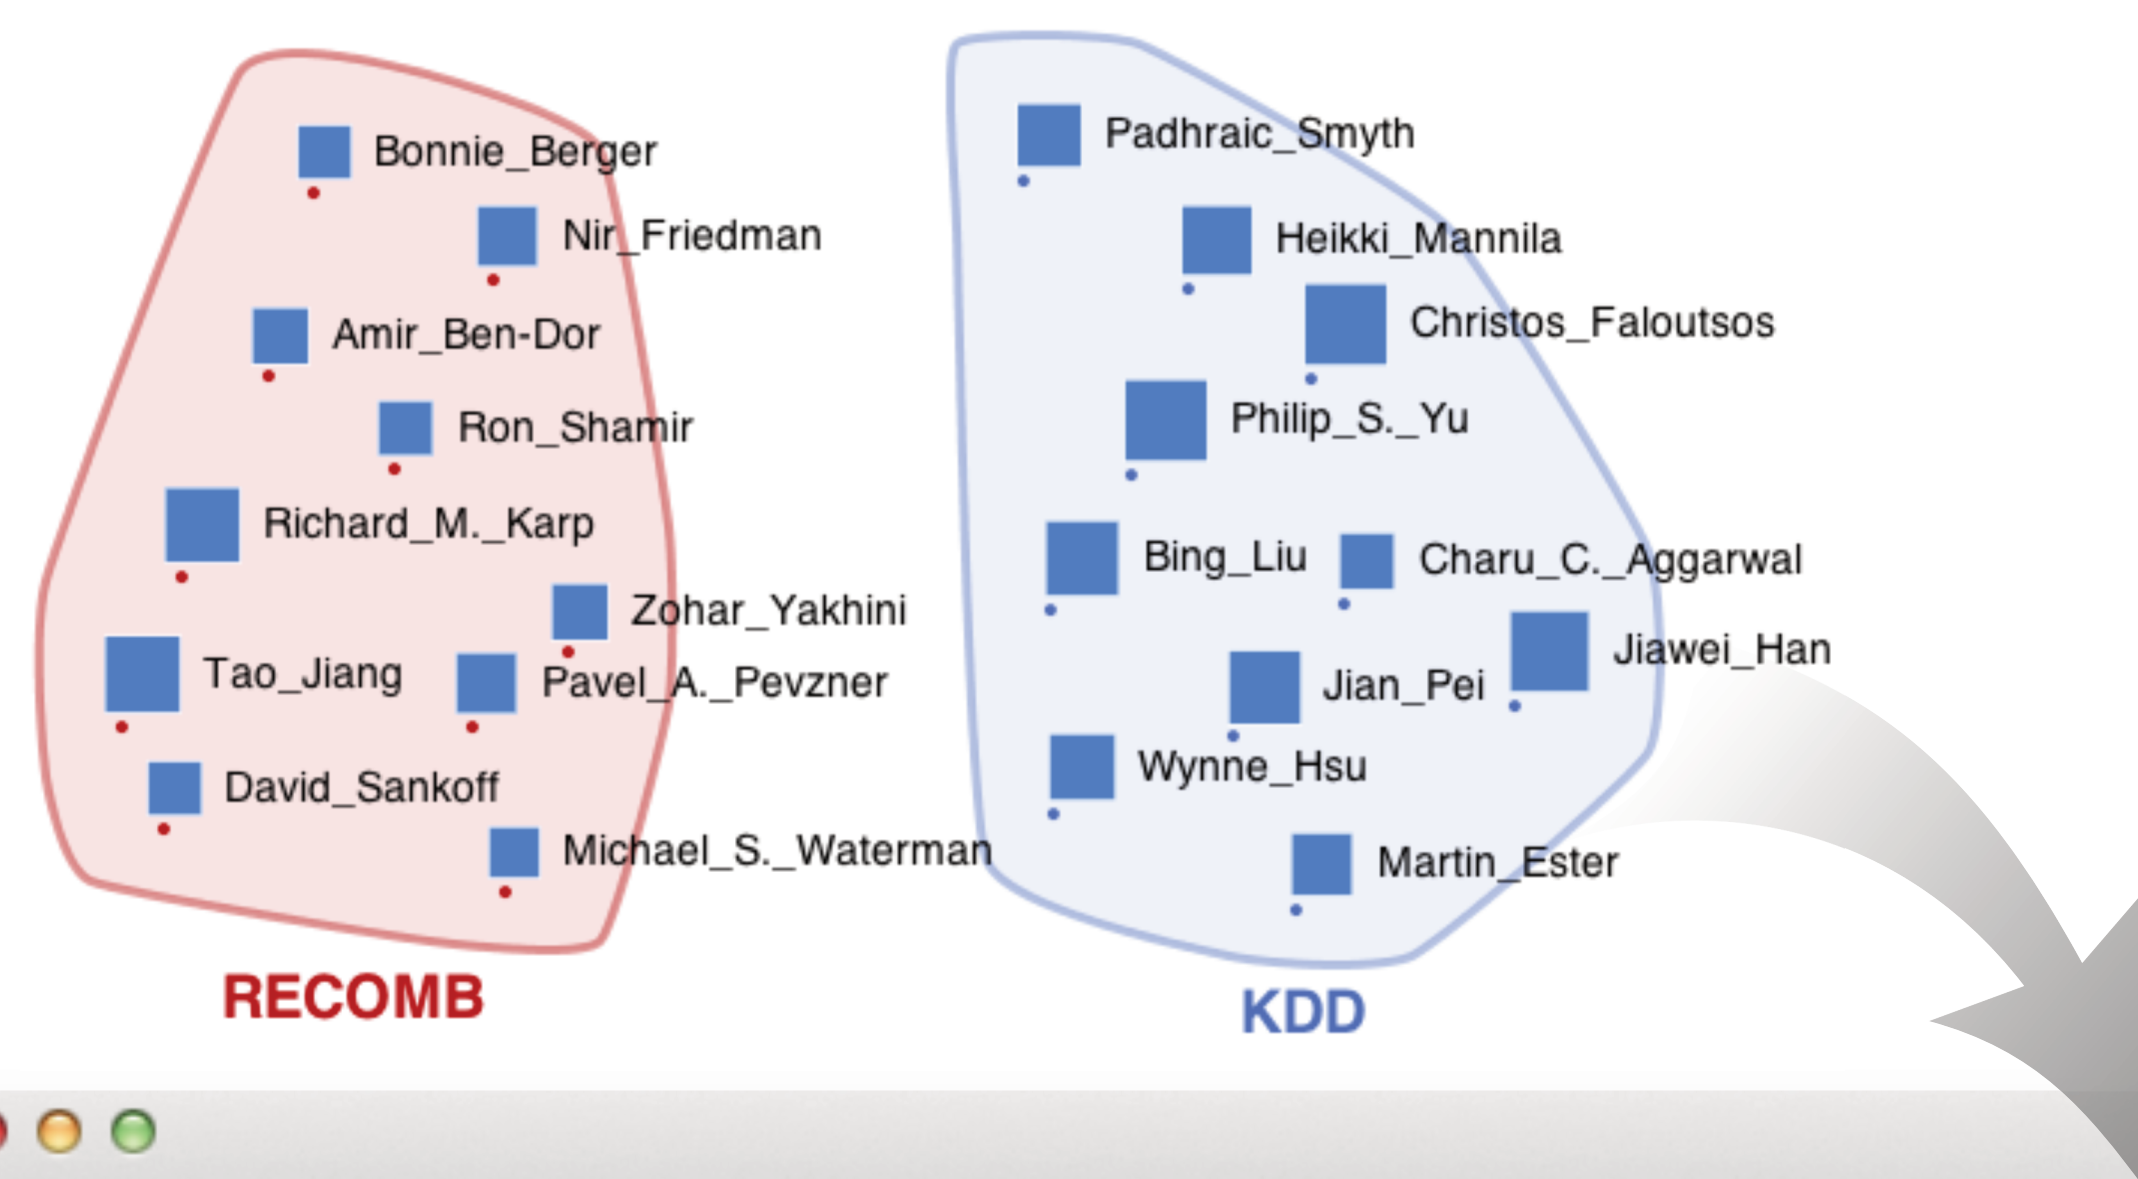 Bonnie_Berger
Nir_Friedman
Amir_Ben-Dor
Ron_Shamir
Richard_M._Karp
Zohar_Yakhini
Tao_Jiang
Pavel_A._Pevzner
David_Sankoff
Michael_S._Waterman
RECOMB
Padhraic_Smyth
Heikki_Mannila
Christos_Faloutsos
Philip_S._Yu
Bing_Liu
Charu_C._Aggarwal
Jiawei_Han
Jian_Pei
Wynne_Hsu
Martin_Ester
KDD